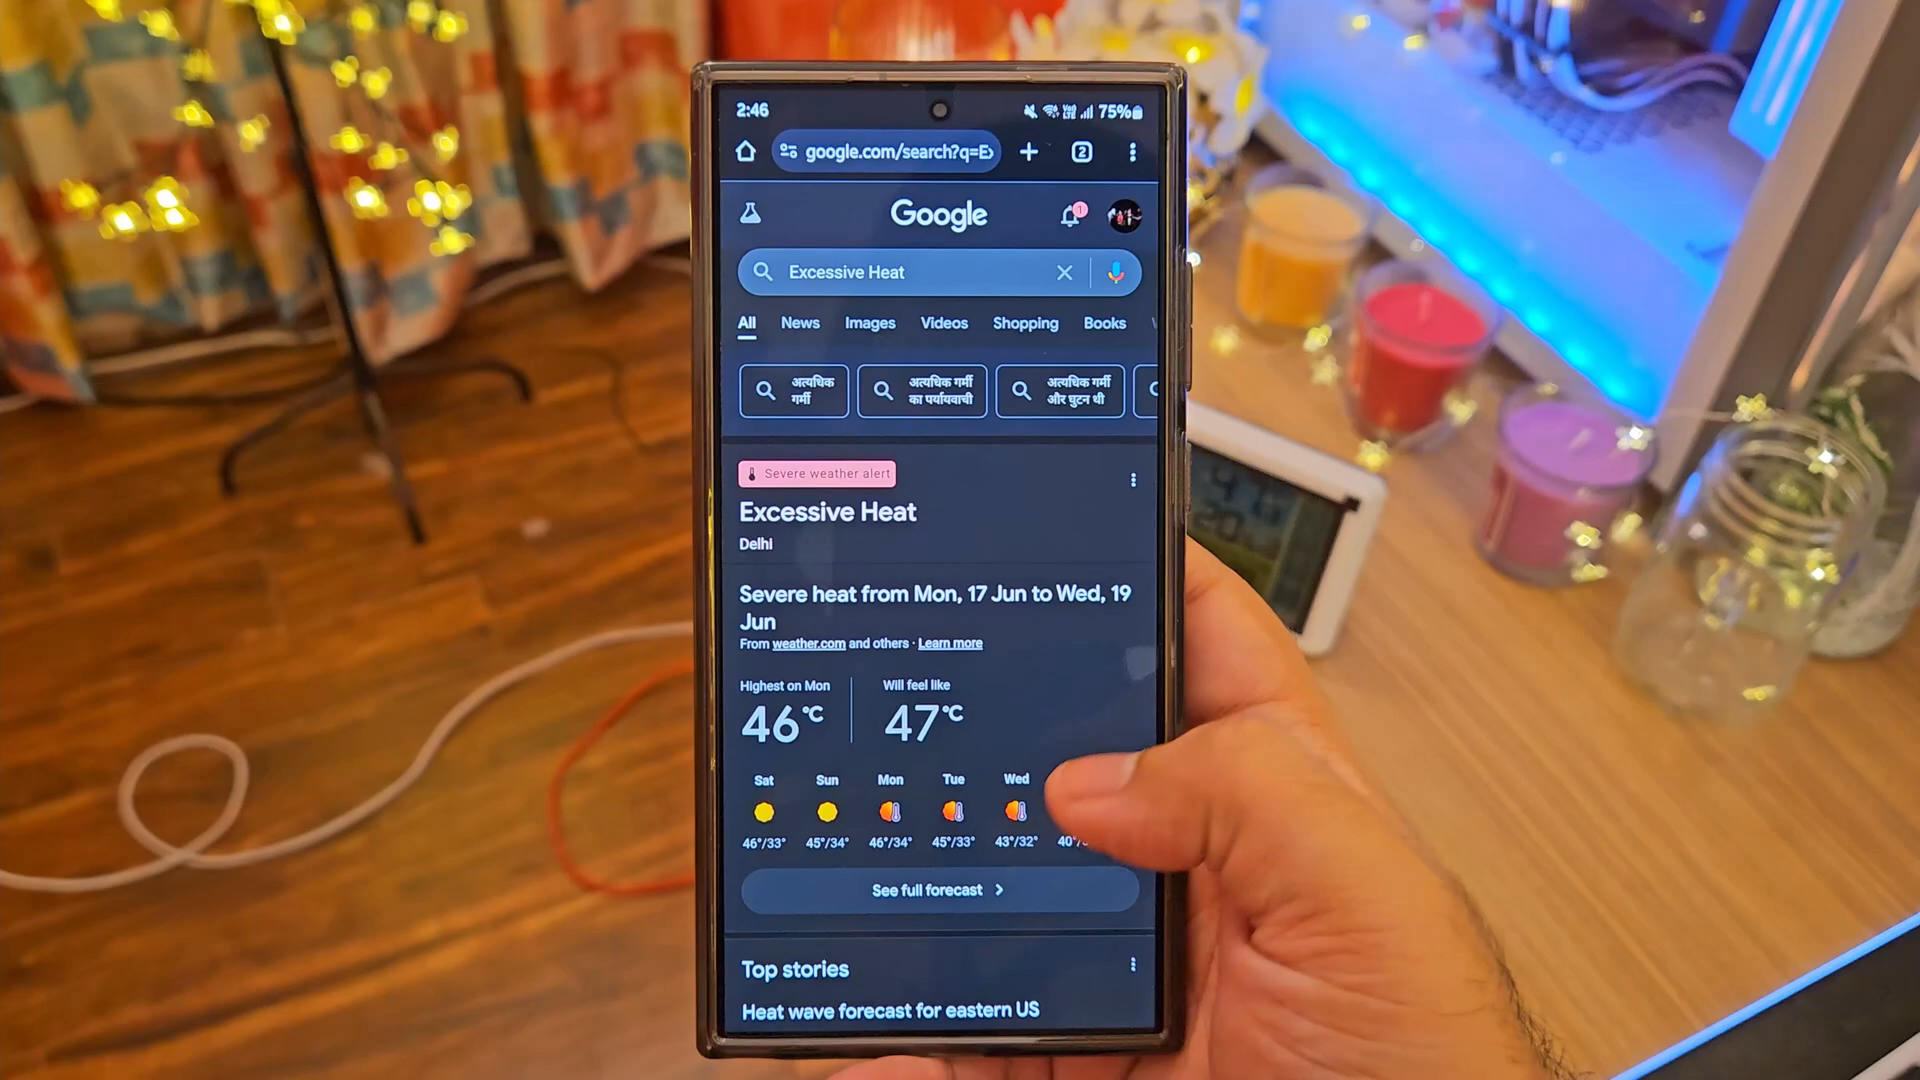 2:46 75%
google.com/search?q=E 2
Google 1
Excessive Heat
All News Images Videos Shopping Books
अत्यधिक
गर्मी
अत्यधिक गर्मी
का पर्यायवाची
अत्यधिक गर्मी
और घुटन थी
Severe weather alert
Excessive Heat
Delhi
Severe heat from Mon, 17 Jun to Wed, 19
Jun
From weather.com and others · Learn more
Highest on Mon Will feel like
46°C 47°C
Sat Sun Mon Tue Wed
46°/33° 45°/34° 46°/34° 45°/33° 43°/32° 40°/
See full forecast
Top stories
Heat wave forecast for eastern US